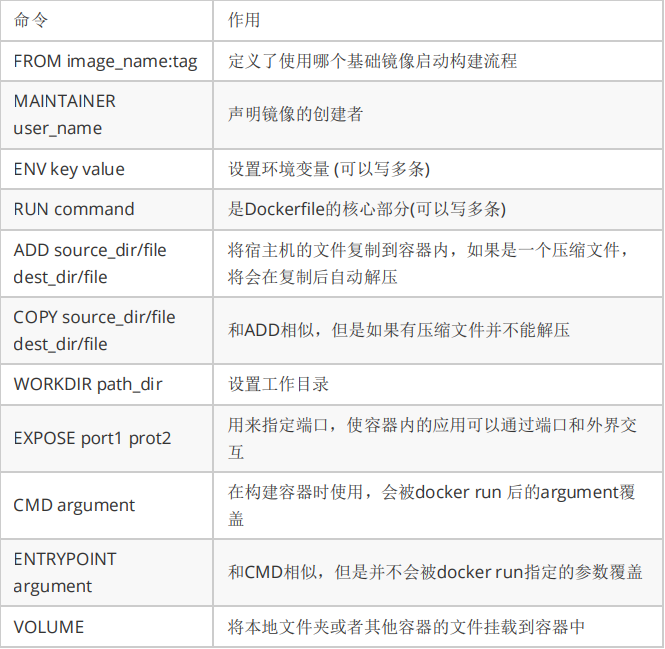 命令
作用
FROM image_name:tag
定义了使用哪个基础镜像启动构建流程
MAINTAINER
user_name
声明镜像的创建者
ENV key value
设置环境变量 (可以写多条)
RUN command
是Dockerfile的核心部分(可以写多条)
ADD source_dir/file
dest_dir/file
将宿主机的文件复制到容器内，如果是一个压缩文件，
将会在复制后自动解压
COPY source_dir/file
dest_dir/file
和ADD相似，但是如果有压缩文件并不能解压
WORKDIR path_dir
设置工作目录
EXPOSE port1 prot2
用来指定端口，使容器内的应用可以通过端口和外界交
互
CMD argument
在构建容器时使用，会被docker run 后的argument覆
盖
ENTRYPOINT
argument
和CMD相似，但是并不会被docker run指定的参数覆盖
VOLUME
将本地文件夹或者其他容器的文件挂载到容器中